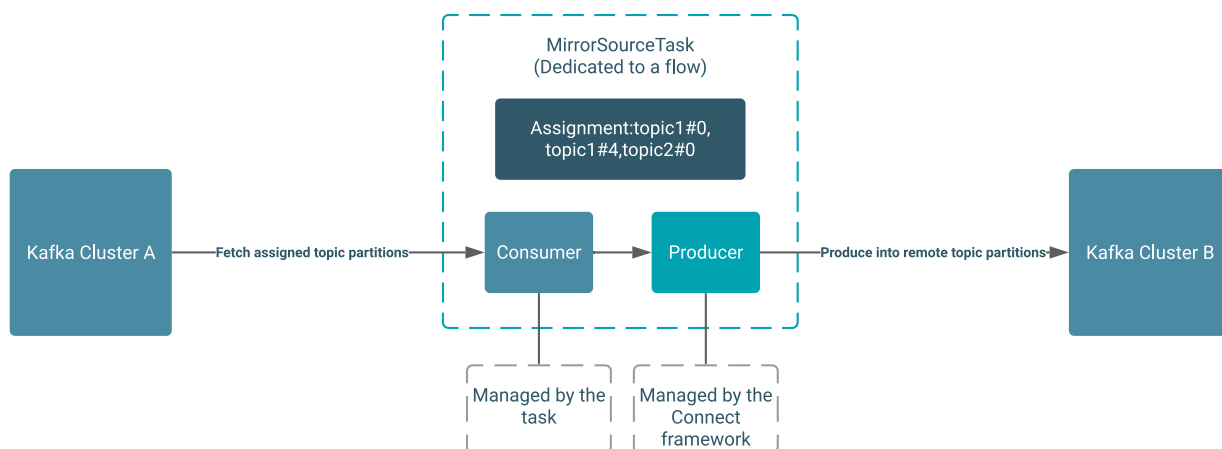 MirrorSourceTask
(Dedicated to a flow)
Assignment:topic1#0,
topic1#4,topic2#0
Kafka Cluster A
Fetch assigned topic partitions
Consumer
Producer
Produce into remote topic partitions
Kafka Cluster B
Managed by the
task
Managed by the
Connect
framework